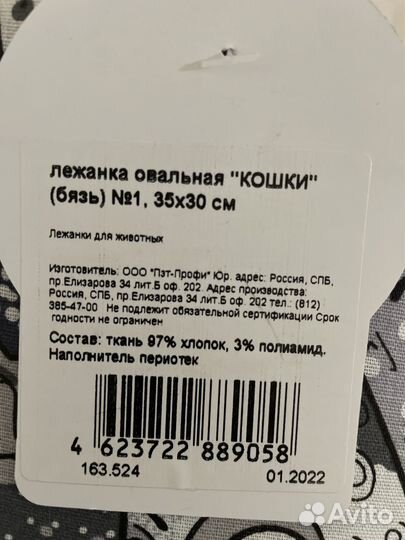 лежанка овальная "КОШКИ"
(бязь) №1, 35х30 см
Лежанки для животных
Изготовитель: ООО "Пэт-Профи" Юр. адрес: Россия, СПБ,
пр.Елизарова 34 лит.Б оф. 202. Адрес производства:
Россия, СПБ, пр.Елизарова 34 лит.Б оф. 202 тел.: (812)
365-47-00 Не подлежит обязательной сертификации Срок
годности не ограничен
Состав: ткань 97% хлопок, 3% полиамид.
Наполнитель периотек
4 623722 889058
163.524 01.2022
Avito